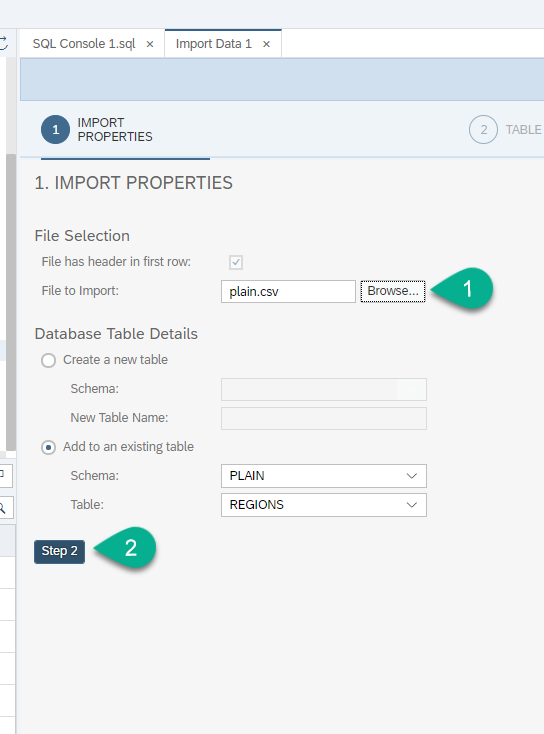 SQL Console 1.sql × Import Data 1 ×
1 IMPORT PROPERTIES 2 TABLE
1. IMPORT PROPERTIES
File Selection
File has header in first row:
File to Import: plain.csv Browse... 1
Database Table Details
Create a new table
Schema:
New Table Name:
Add to an existing table
Schema: PLAIN
Table: REGIONS
Step 2 2